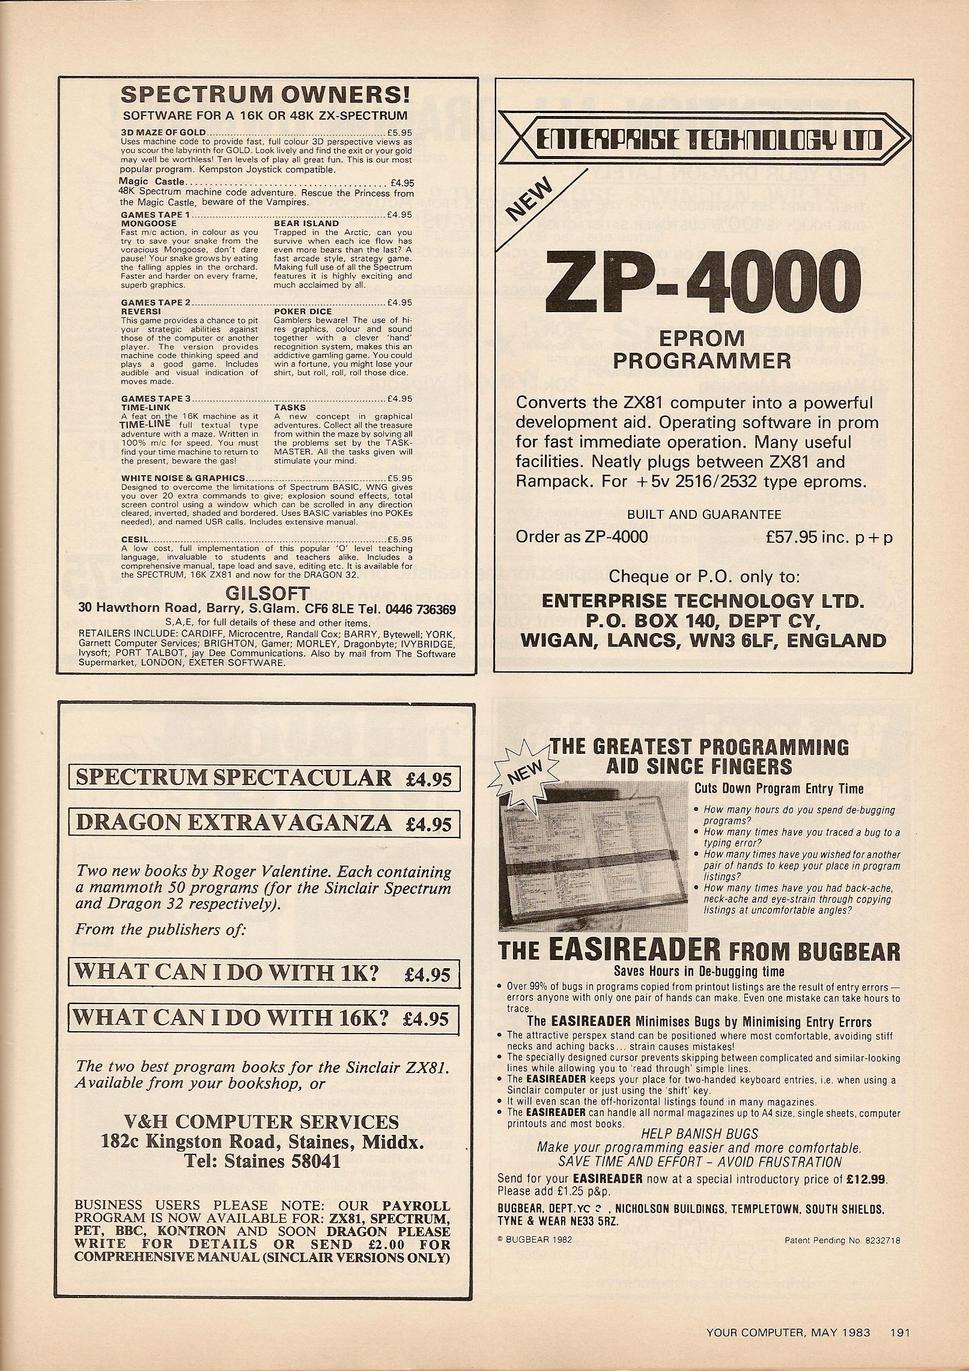 SPECTRUM OWNERS!
SOFTWARE FOR A 16K OR 48K ZX-SPECTRUM
3D MAZE OF GOLD..........£5.95
Uses machine code to provide fast, full colour 3D perspective views as
you scour the labyrinth for GOLD. Look lively and find the exit or your gold
may well be worthless! Ten levels of play all great fun. This is our most
popular program. Kempston Joystick compatible.
Magic Castle..........£4.95
48K Spectrum machine code adventure. Rescue the Princess from
the Magic Castle, beware of the Vampires.
GAMES TAPE 1..........£4.95
MONGOOSE
Fast m/c action, in colour as you
try to save your snake from the
voracious Mongoose, don't dare
pause! Your snake grows by eating
the falling apples in the orchard.
Faster and harder on every frame,
superb graphics.
BEAR ISLAND
Trapped in the Arctic, can you
survive when each ice flow has
even more bears than the last? A
fast arcade style, strategy game.
Making full use of all the Spectrum
features it is highly exciting and
much acclaimed by all.
GAMES TAPE 2..........£4.95
REVERSI
This game provides a chance to pit
your strategic abilities against
those of the computer or another
player. The version provides
machine code thinking speed and
plays a good game. Includes
audible and visual indication of
moves made.
POKER DICE
Gamblers beware! The use of hi-
res graphics, colour and sound
together with a clever 'hand'
recognition system, makes this an
addictive gamling game. You could
win a fortune, you might lose your
shirt, but roll, roll, roll those dice.
GAMES TAPE 3..........£4.95
TIME-LINK
A feat on the 16K machine as it
TIME-LINE full textual type
adventure with a maze. Written in
100% m/c for speed. You must
find your time machine to return to
the present, beware the gas!
TASKS
A new concept in graphical
adventures. Collect all the treasure
from within the maze by solving all
the problems set by the TASK-
MASTER. All the tasks given will
stimulate your mind.
WHITE NOISE & GRAPHICS..........£5.95
Designed to overcome the limitations of Spectrum BASIC, WNG gives
you over 20 extra commands to give; explosion sound effects, total
screen control using a window which can be scrolled in any direction
cleared, inverted, shaded and bordered. Uses BASIC variables (no POKEs
needed), and named USR calls. Includes extensive manual.
CESIL..........£5.95
A low cost, full implementation of this popular 'O' level teaching
language, invaluable to students and teachers alike. Includes a
comprehensive manual, tape load and save, editing etc. It is available for
the SPECTRUM, 16K ZX81 and now for the DRAGON 32.
GILSOFT
30 Hawthorn Road, Barry, S.Glam. CF6 8LE Tel. 0446 736369
S,A,E, for full details of these and other items.
RETAILERS INCLUDE: CARDIFF, Microcentre, Randall Cox; BARRY, Bytewell; YORK,
Garnett Computer Services; BRIGHTON, Gamer; MORLEY, Dragonbyte; IVYBRIDGE,
Ivysoft; PORT TALBOT, jay Dee Communications. Also by mail from The Software
Supermarket, LONDON, EXETER SOFTWARE.
ENTERPRISE TECHNOLOGY LTD
NEW
ZP-4000
EPROM
PROGRAMMER
Converts the ZX81 computer into a powerful
development aid. Operating software in prom
for fast immediate operation. Many useful
facilities. Neatly plugs between ZX81 and
Rampack. For +5v 2516/2532 type eproms.
BUILT AND GUARANTEE
Order as ZP-4000 £57.95 inc. p+p
Cheque or P.O. only to:
ENTERPRISE TECHNOLOGY LTD.
P.O. BOX 140, DEPT CY,
WIGAN, LANCS, WN3 6LF, ENGLAND
SPECTRUM SPECTACULAR £4.95
DRAGON EXTRAVAGANZA £4.95
Two new books by Roger Valentine. Each containing
a mammoth 50 programs (for the Sinclair Spectrum
and Dragon 32 respectively).
From the publishers of:
WHAT CAN I DO WITH 1K? £4.95
WHAT CAN I DO WITH 16K? £4.95
The two best program books for the Sinclair ZX81.
Available from your bookshop, or
V&H COMPUTER SERVICES
182c Kingston Road, Staines, Middx.
Tel: Staines 58041
BUSINESS USERS PLEASE NOTE: OUR PAYROLL
PROGRAM IS NOW AVAILABLE FOR: ZX81, SPECTRUM,
PET, BBC, KONTRON AND SOON DRAGON PLEASE
WRITE FOR DETAILS OR SEND £2.00 FOR
COMPREHENSIVE MANUAL (SINCLAIR VERSIONS ONLY)
NEW
THE GREATEST PROGRAMMING
AID SINCE FINGERS
Cuts Down Program Entry Time
• How many hours do you spend de-bugging
programs?
• How many times have you traced a bug to a
typing error?
• How many times have you wished for another
pair of hands to keep your place in program
listings?
• How many times have you had back-ache,
neck-ache and eye-strain through copying
listings at uncomfortable angles?
THE EASIREADER FROM BUGBEAR
Saves Hours in De-bugging time
• Over 99% of bugs in programs copied from printout listings are the result of entry errors —
errors anyone with only one pair of hands can make. Even one mistake can take hours to
trace.
The EASIREADER Minimises Bugs by Minimising Entry Errors
• The attractive perspex stand can be positioned where most comfortable, avoiding stiff
necks and aching backs... strain causes mistakes!
• The specially designed cursor prevents skipping between complicated and similar-looking
lines while allowing you to 'read through' simple lines.
• The EASIREADER keeps your place for two-handed keyboard entries, i.e. when using a
Sinclair computer or just using the 'shift' key.
• It will even scan the off-horizontal listings found in many magazines.
• The EASIREADER can handle all normal magazines up to A4 size, single sheets, computer
printouts and most books.
HELP BANISH BUGS
Make your programming easier and more comfortable.
SAVE TIME AND EFFORT – AVOID FRUSTRATION
Send for your EASIREADER now at a special introductory price of £12.99.
Please add £1.25 p&p.
BUGBEAR, DEPT.YC , NICHOLSON BUILDINGS, TEMPLETOWN, SOUTH SHIELDS,
TYNE & WEAR NE33 5RZ.
© BUGBEAR 1982 Patent Pending No. 8232718
YOUR COMPUTER, MAY 1983 191